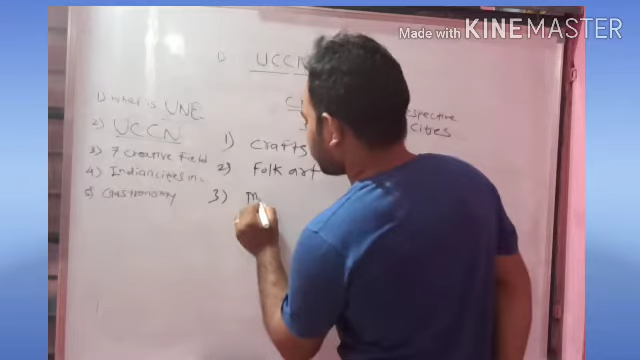 Made with KINEMASTER
UCCN
1) what is UNE
2) UCCN
3) 7 Creative Field
4) Indian cities in
5) Gastronomy
respective
cities
1) Crafts
2) Folk art
3) M